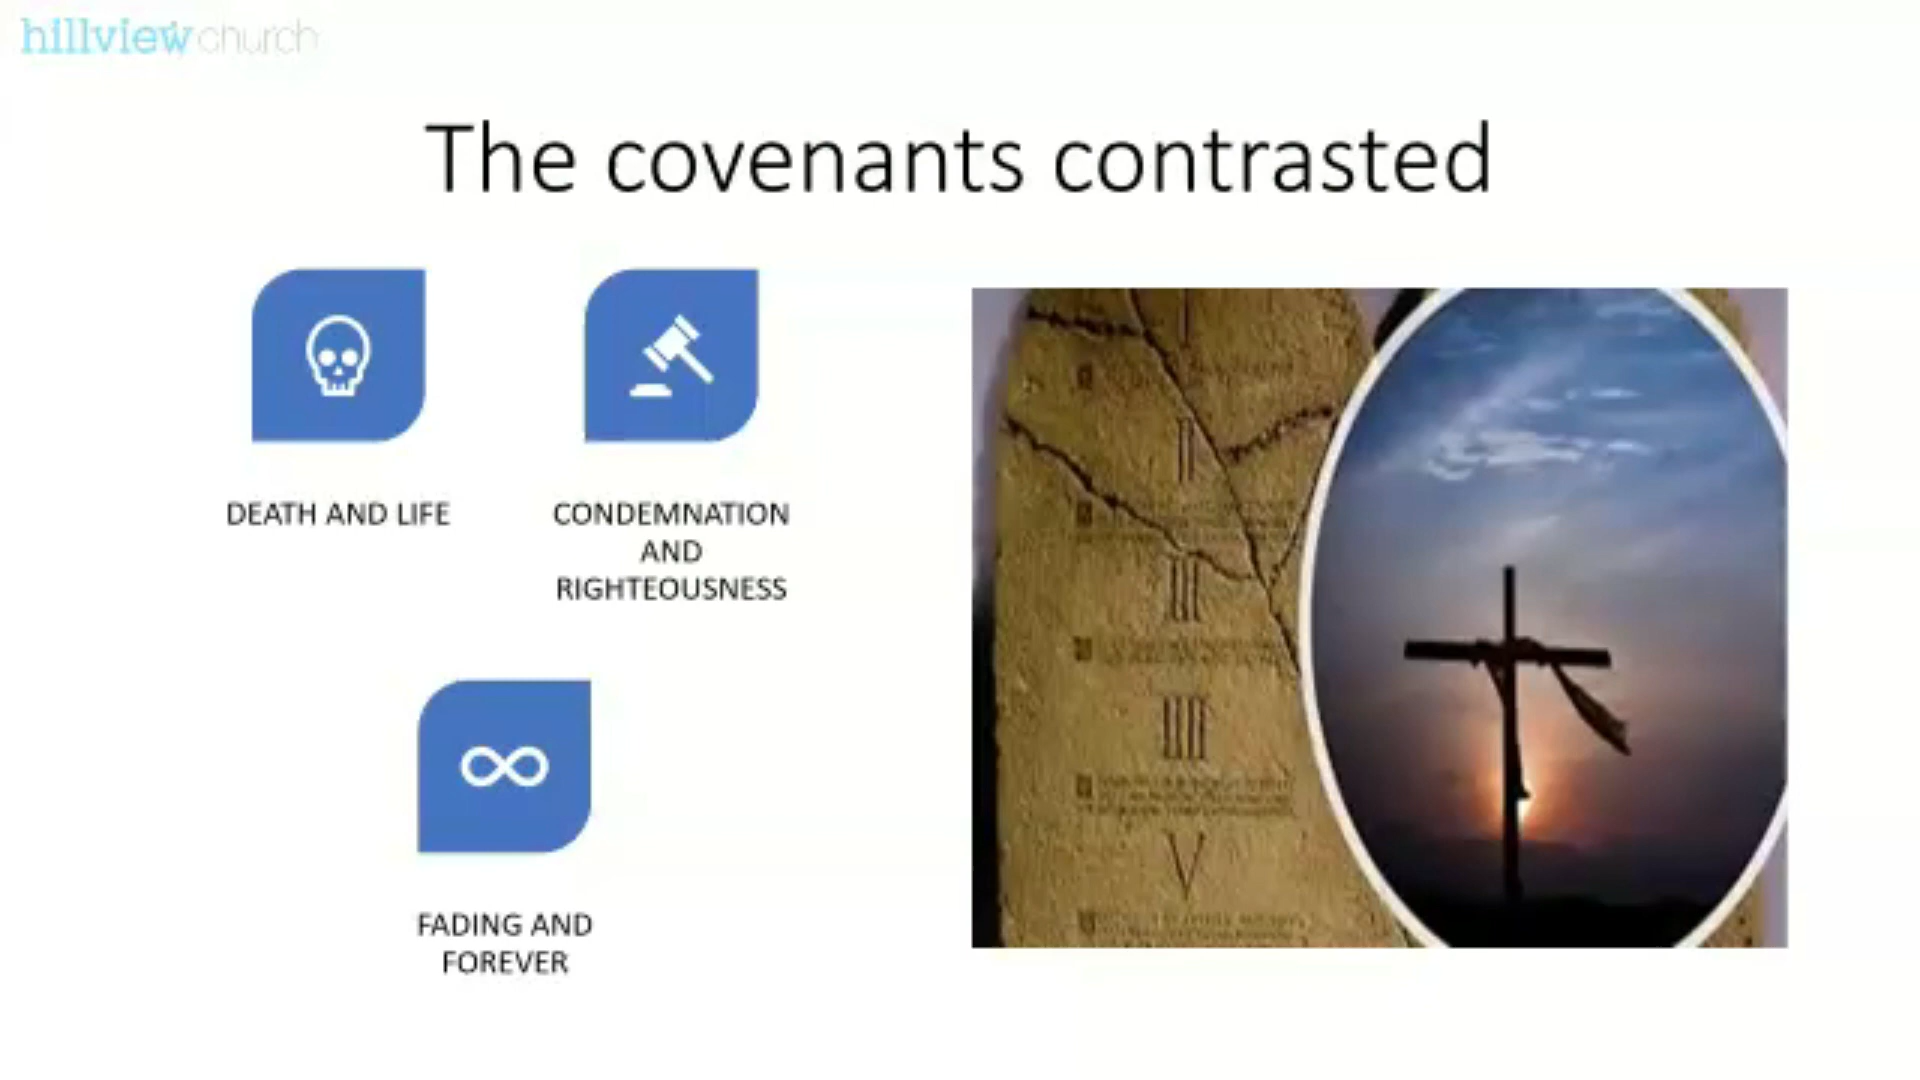 hillview church
The covenants contrasted
DEATH AND LIFE
CONDEMNATION
AND
RIGHTEOUSNESS
FADING AND
FOREVER
I
II
III
IIII
V